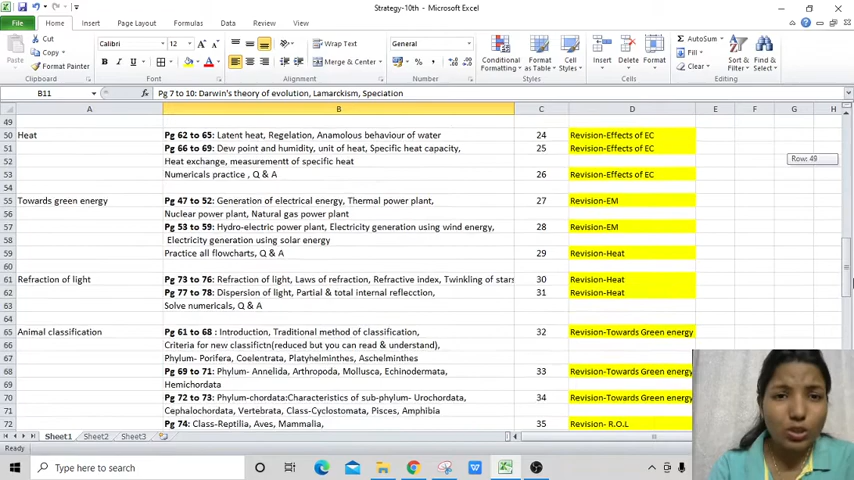 Strategy-10th - Microsoft Excel
File Home Insert Page Layout Formulas Data Review View
Paste Cut Copy Format Painter Clipboard
Calibri 12 B I U Font
Wrap Text Merge & Center Alignment
General % , Number
Conditional Formatting Format as Table Cell Styles Styles
Insert Delete Format Cells
AutoSum Fill Clear Sort & Filter Find & Select Editing
B11 fx Pg 7 to 10: Darwin's theory of evolution, Lamarckism, Speciation
A B C D E F G H
49
50 Heat Pg 62 to 65: Latent heat, Regelation, Anamolous behaviour of water 24 Revision-Effects of EC
51 Pg 66 to 69: Dew point and humidity, unit of heat, Specific heat capacity, 25 Revision-Effects of EC
Row: 49
52 Heat exchange, measurementt of specific heat
53 Numericals practice , Q & A 26 Revision-Effects of EC
54
55 Towards green energy Pg 47 to 52: Generation of electrical energy, Thermal power plant, 27 Revision-EM
56 Nuclear power plant, Natural gas power plant
57 Pg 53 to 59: Hydro-electric power plant, Electricity generation using wind energy, 28 Revision-EM
58 Electricity generation using solar energy
59 Practice all flowcharts, Q & A 29 Revision-Heat
60
61 Refraction of light Pg 73 to 76: Refraction of light, Laws of refraction, Refractive index, Twinkling of stars 30 Revision-Heat
62 Pg 77 to 78: Dispersion of light, Partial & total internal reflecction, 31 Revision-Heat
63 Solve numericals, Q & A
64
65 Animal classification Pg 61 to 68 : Introduction, Traditional method of classification, 32 Revision-Towards Green energy
66 Criteria for new classifictn(reduced but you can read & understand),
67 Phylum- Porifera, Coelentrata, Platyhelminthes, Aschelminthes
68 Pg 69 to 71: Phylum- Annelida, Arthropoda, Mollusca, Echinodermata, 33 Revision-Towards Green energy
69 Hemichordata
70 Pg 72 to 73: Phylum-chordata:Characteristics of sub-phylum- Urochordata, 34 Revision-Towards Green energy
71 Cephalochordata, Vertebrata, Class-Cyclostomata, Pisces, Amphibia
72 Pg 74: Class-Reptilia, Aves, Mammalia, 35 Revision- R.O.L
Sheet1 Sheet2 Sheet3
Ready
Type here to search